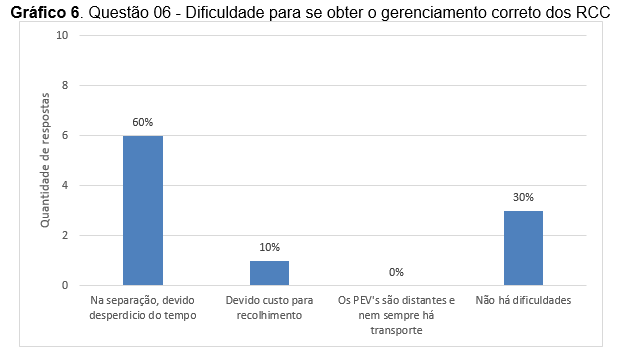 Gráfico 6. Questão 06 - Dificuldade para se obter o gerenciamento correto dos RCC
10
8
6
4
2
0
Quantidade de respostas
60%
10%
0%
30%
Na separação, devido
desperdicio do tempo
Devido custo para
recolhimento
Os PEV's são distantes e
nem sempre há
transporte
Não há dificuldades